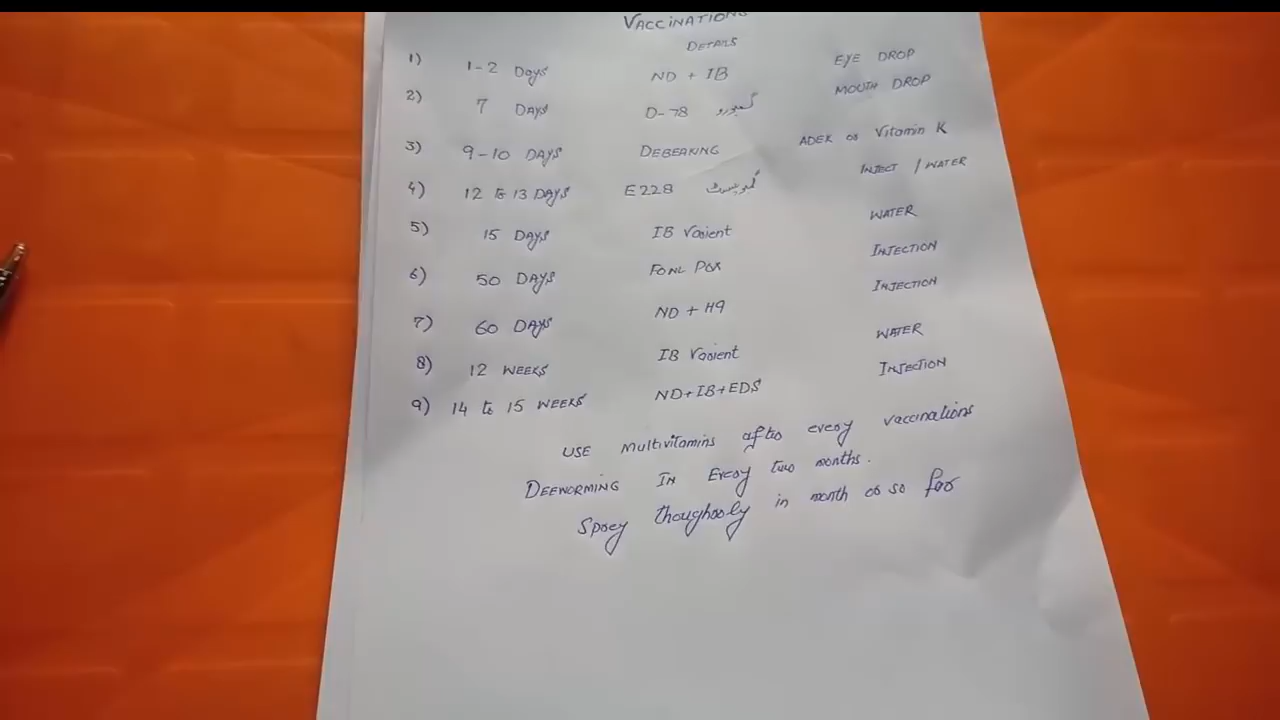 VACCINATIONS
DETAILS
1) 1-2 Days ND + IB EYE DROP
2) 7 DAYS D-78 گمبورو MOUTH DROP
3) 9-10 DAYS DEBEAKING ADEK or Vitamin K
4) 12 to 13 DAYS E228 INJECT / WATER
5) 15 DAYS IB Varient WATER
6) 50 DAYS FOWL POX INJECTION
7) 60 DAYS ND + H9 INJECTION
8) 12 WEEKS IB Varient WATER
9) 14 to 15 WEEKS ND+IB+EDS INJECTION
USE Multivitamins after every vaccinations
DEEWORMING IN Every two months.
Sprey thoughorly in month or so far